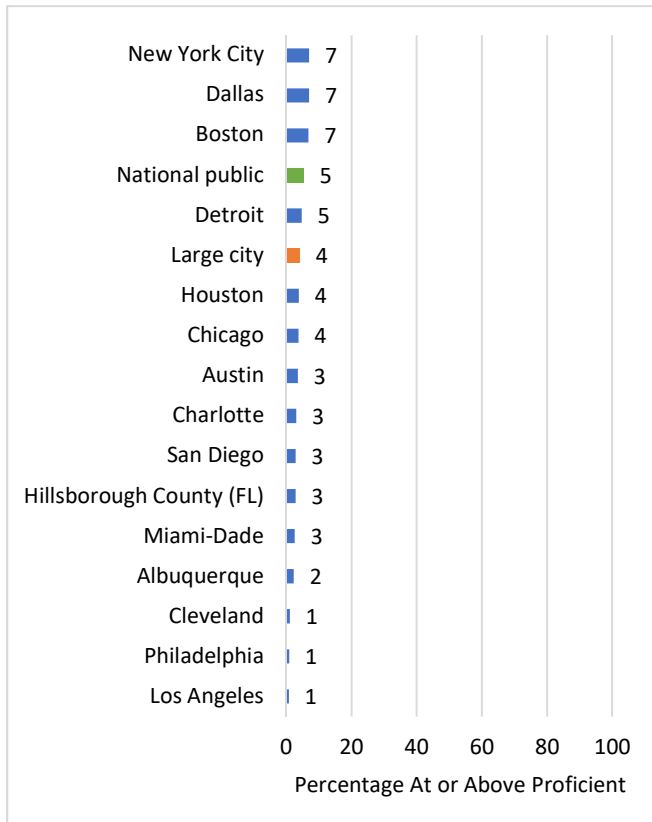 New York City 7
Dallas 7
Boston 7
National public 5
Detroit 5
Large city 4
Houston 4
Chicago 4
Austin 3
Charlotte 3
San Diego 3
Hillsborough County (FL) 3
Miami-Dade 3
Albuquerque 2
Cleveland 1
Philadelphia 1
Los Angeles 1
0 20 40 60 80 100
Percentage At or Above Proficient